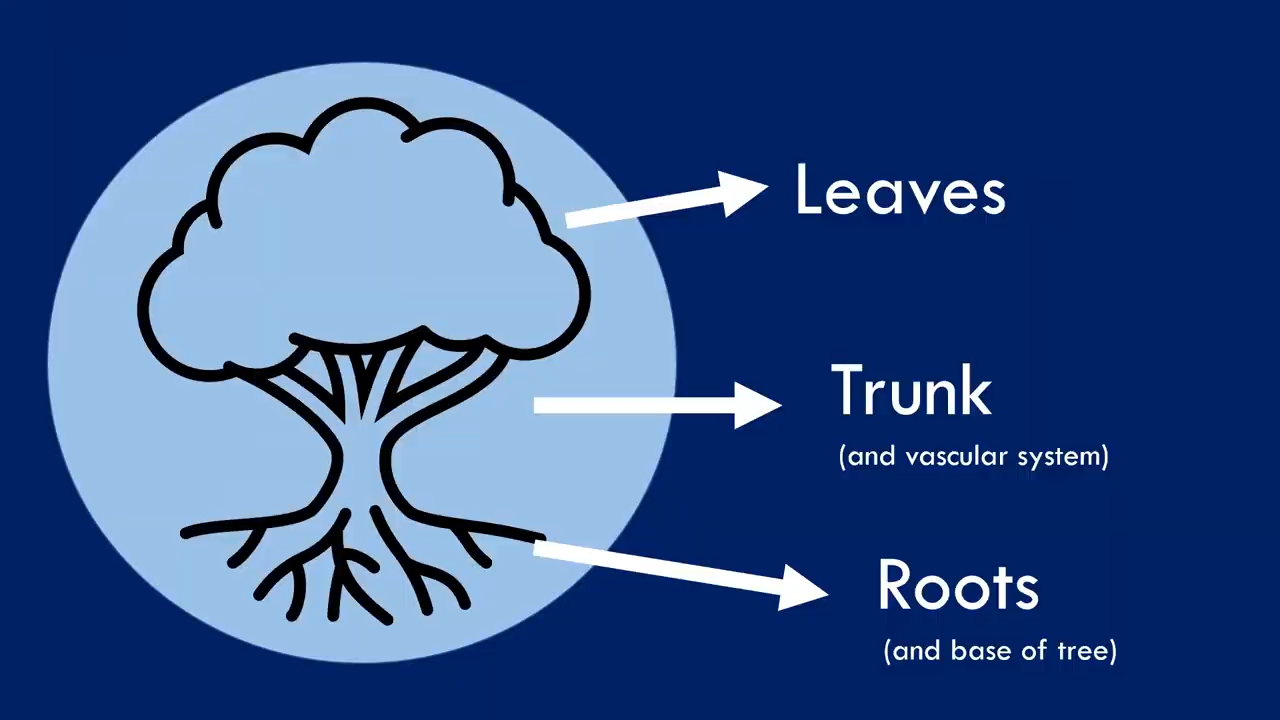 Leaves
Trunk
(and vascular system)
Roots
(and base of tree)